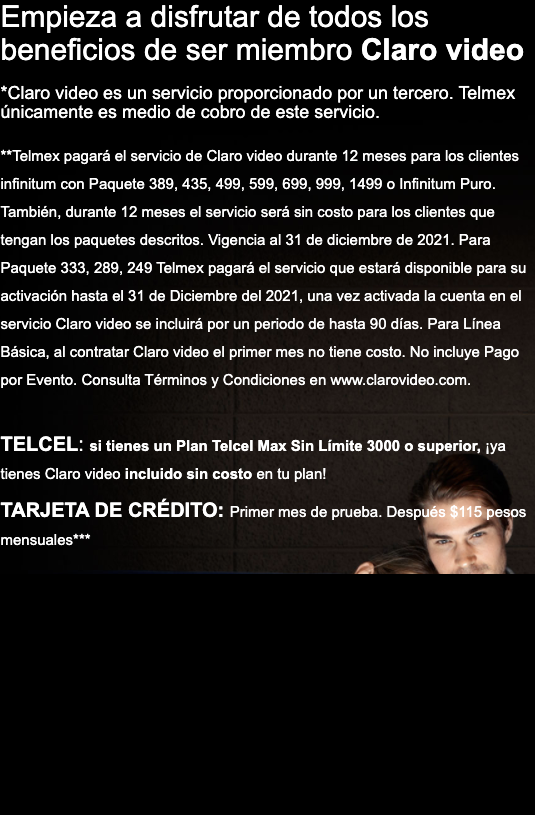 Empieza a disfrutar de todos los
beneficios de ser miembro Claro video
*Claro video es un servicio proporcionado por un tercero. Telmex
únicamente es medio de cobro de este servicio.
**Telmex pagará el servicio de Claro video durante 12 meses para los clientes
infinitum con Paquete 389, 435, 499, 599, 699, 999, 1499 o Infinitum Puro.
También, durante 12 meses el servicio será sin costo para los clientes que
tengan los paquetes descritos. Vigencia al 31 de diciembre de 2021. Para
Paquete 333, 289, 249 Telmex pagará el servicio que estará disponible para su
activación hasta el 31 de Diciembre del 2021, una vez activada la cuenta en el
servicio Claro video se incluirá por un periodo de hasta 90 días. Para Línea
Básica, al contratar Claro video el primer mes no tiene costo. No incluye Pago
por Evento. Consulta Términos y Condiciones en www.clarovideo.com.
TELCEL: si tienes un Plan Telcel Max Sin Límite 3000 o superior, ¡ya
tienes Claro video incluido sin costo en tu plan!
TARJETA DE CRÉDITO: Primer mes de prueba. Después $115 pesos
mensuales***